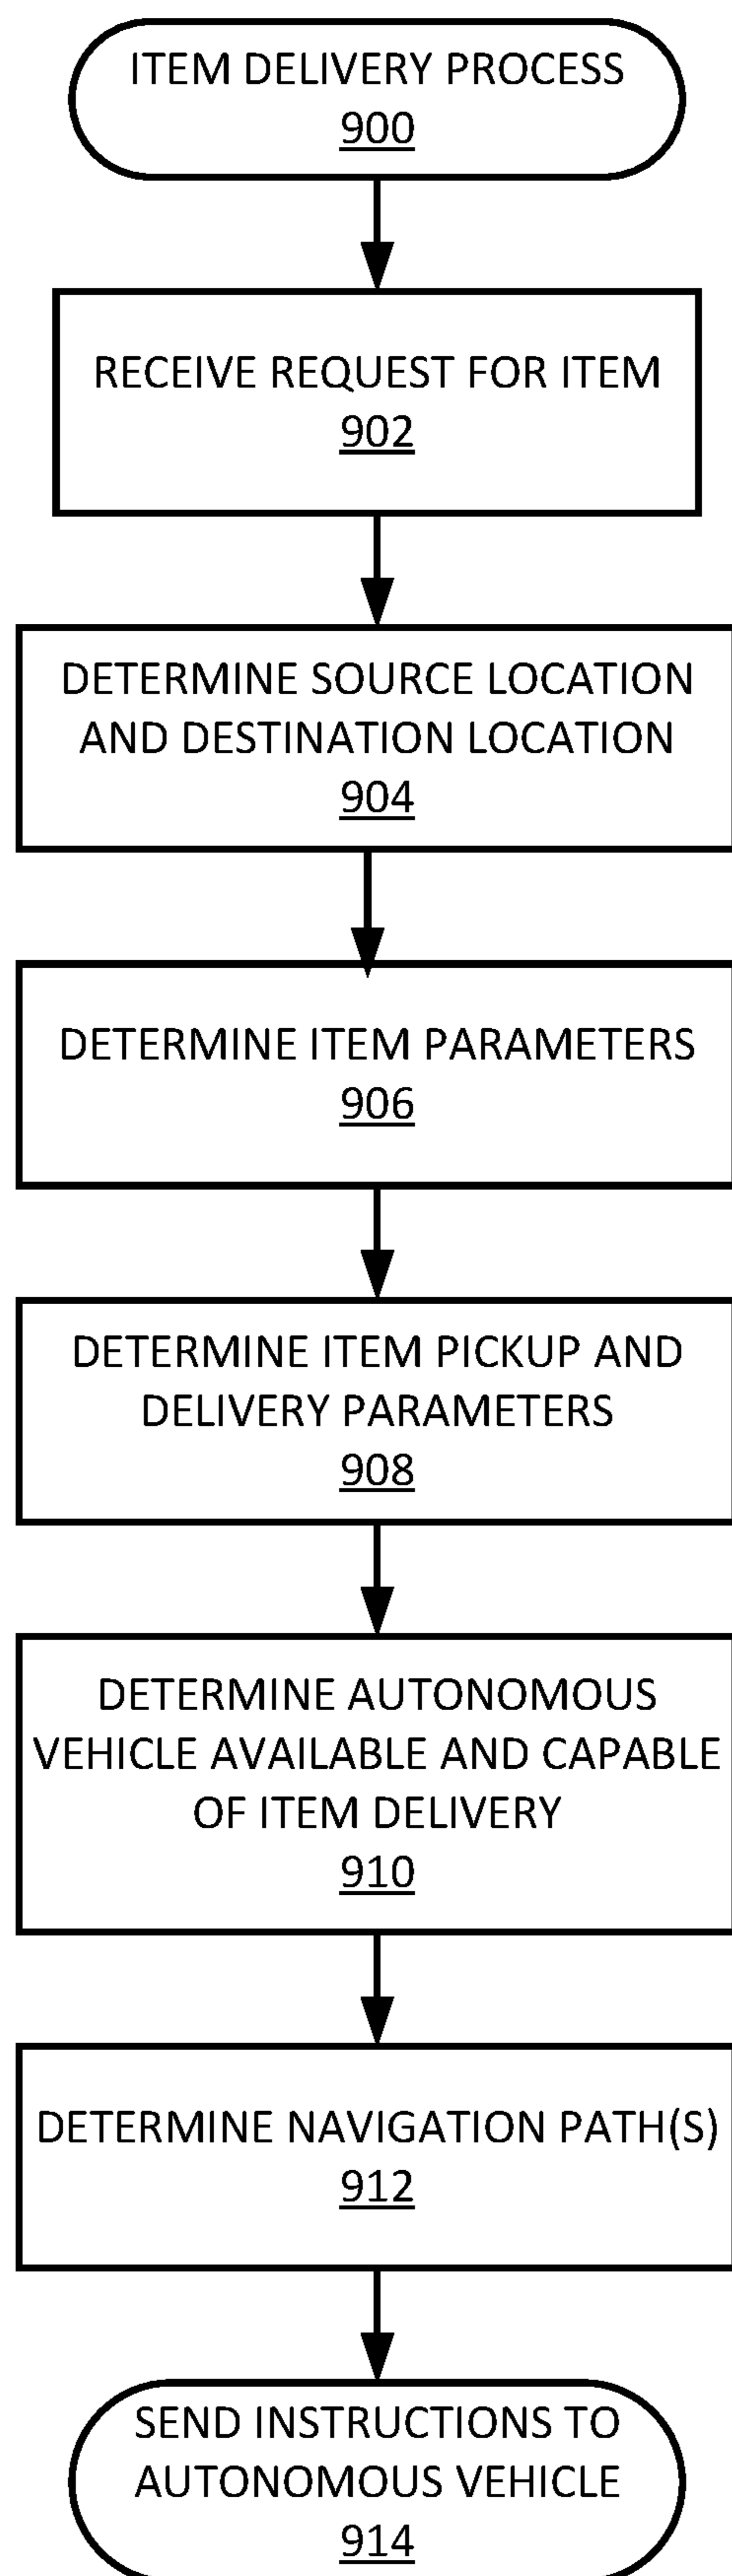 ITEM DELIVERY PROCESS
900
RECEIVE REQUEST FOR ITEM
902
DETERMINE SOURCE LOCATION
AND DESTINATION LOCATION
904
DETERMINE ITEM PARAMETERS
906
DETERMINE ITEM PICKUP AND
DELIVERY PARAMETERS
908
DETERMINE AUTONOMOUS
VEHICLE AVAILABLE AND CAPABLE
OF ITEM DELIVERY
910
DETERMINE NAVIGATION PATH(S)
912
SEND INSTRUCTIONS TO
AUTONOMOUS VEHICLE
914